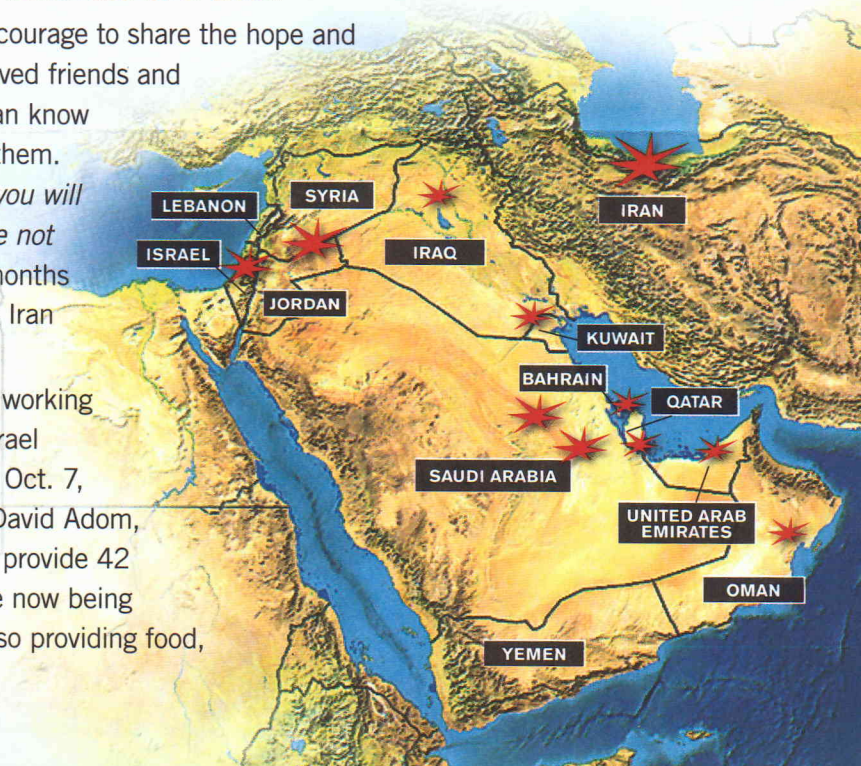 courage to share the hope and
ved friends and
an know
them.
you will
e not
months
Iran
working
rael
Oct. 7,
David Adom,
provide 42
e now being
so providing food,
LEBANON
SYRIA
IRAN
ISRAEL
IRAQ
JORDAN
KUWAIT
BAHRAIN
QATAR
SAUDI ARABIA
UNITED ARAB
EMIRATES
OMAN
YEMEN